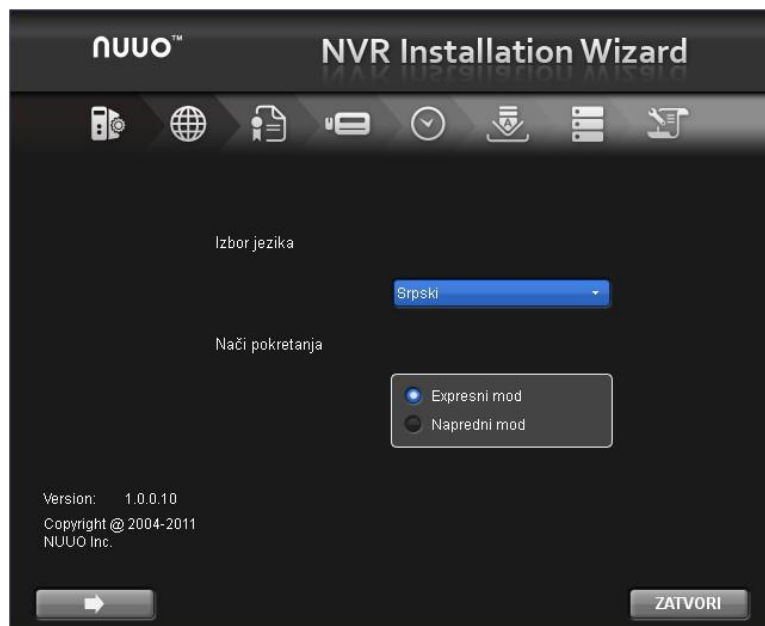 nuuo™
NVR Installation Wizard
Izbor jezika
Srpski
Nači pokretanja
Expresni mod
Napredni mod
Version: 1.0.0.10
Copyright @ 2004-2011
NUUO Inc.
ZATVORI